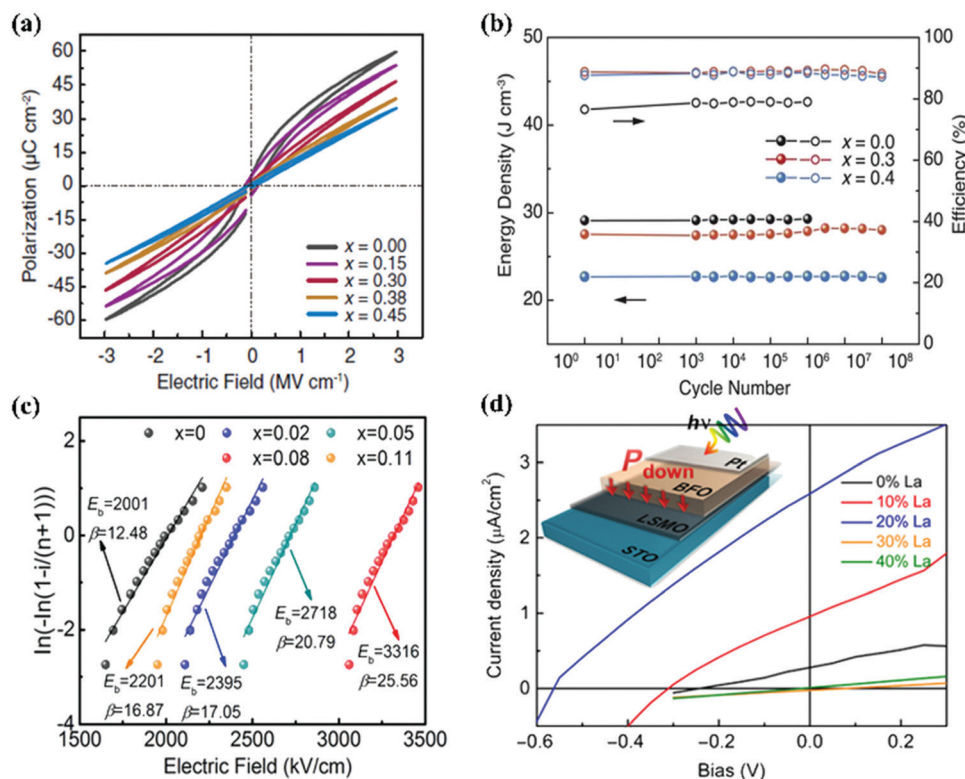 (a)
Polarization (µC cm⁻²)
60
45
30
15
0
-15
-30
-45
-60
x = 0.00
x = 0.15
x = 0.30
x = 0.38
x = 0.45
-3 -2 -1 0 1 2 3
Electric Field (MV cm⁻¹)
(b)
Energy Density (J cm⁻³)
50
40
30
20
x = 0.0
x = 0.3
x = 0.4
100
80
60
40
20
0
Efficiency (%)
10⁰ 10¹ 10² 10³ 10⁴ 10⁵ 10⁶ 10⁷ 10⁸
Cycle Number
(c)
ln(-ln(1-i/(n+1)))
2
0
-2
-4
x=0 x=0.02 x=0.05
x=0.08 x=0.11
E_b=2001
β=12.48
E_b=2718
β=20.79
E_b=3316
β=25.56
E_b=2201
β=16.87
E_b=2395
β=17.05
1500 2000 2500 3000 3500
Electric Field (kV/cm)
(d)
Current density (µA/cm²)
3
2
1
0
hν
Pt
P down
BFO
LSMO
STO
0% La
10% La
20% La
30% La
40% La
−0.6 −0.4 −0.2 0.0 0.2
Bias (V)